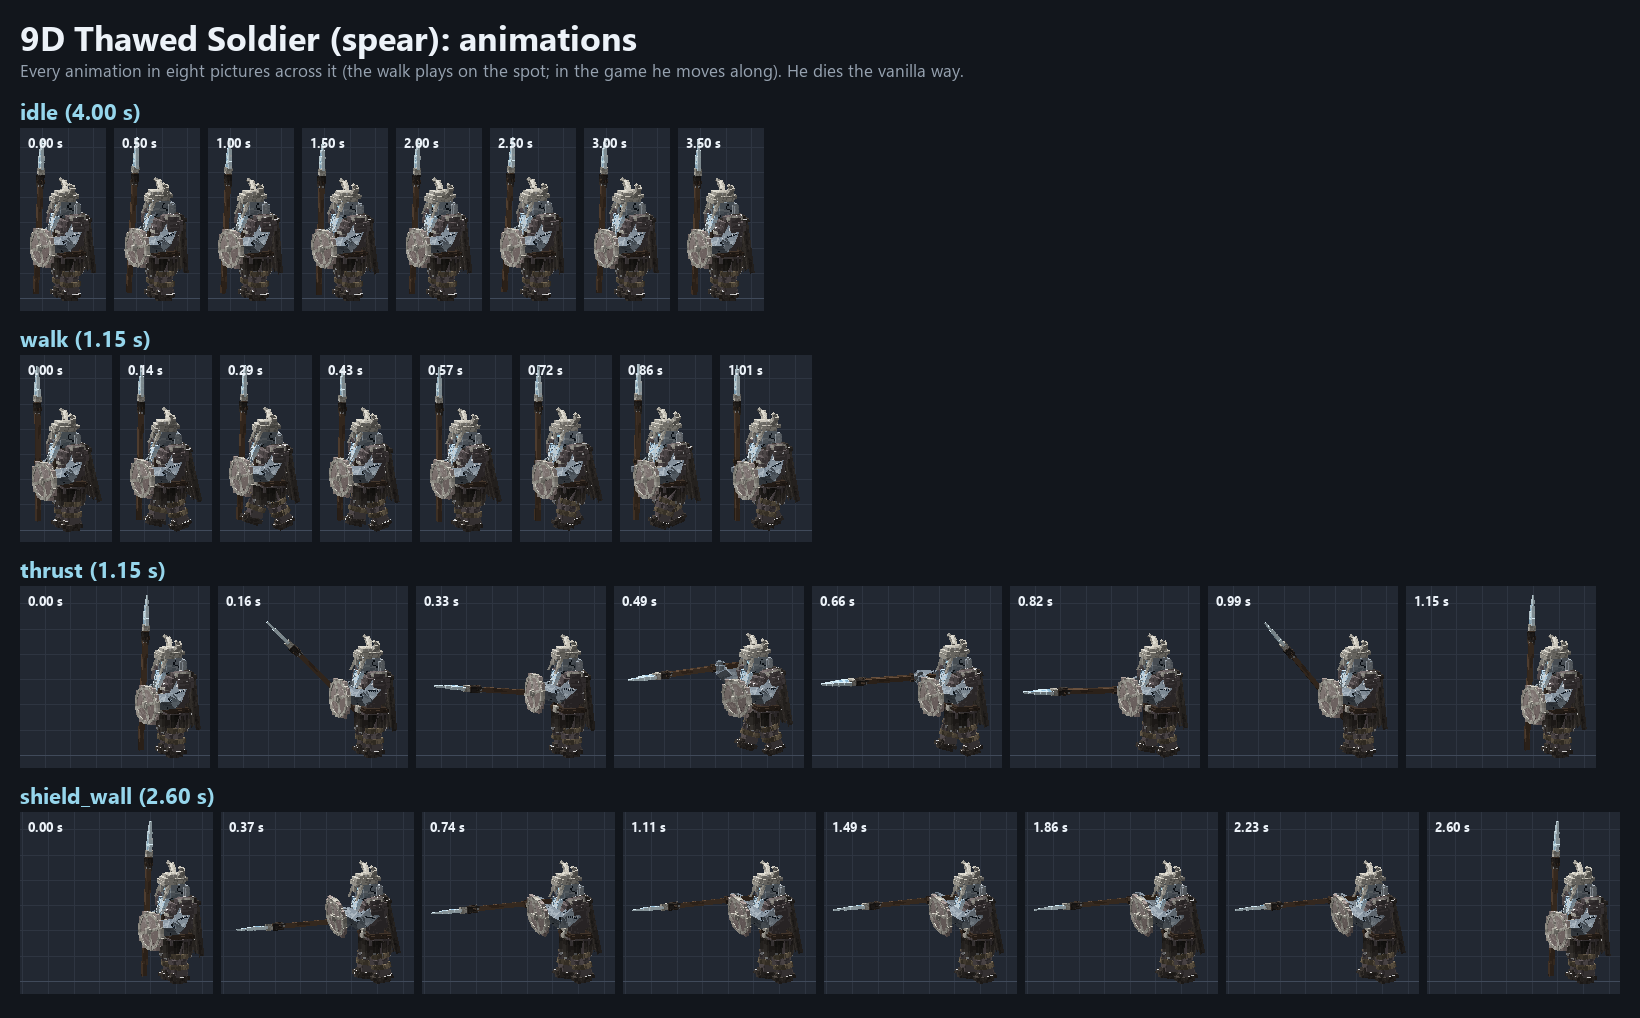 9D Thawed Soldier (spear): animations
Every animation in eight pictures across it (the walk plays on the spot; in the game he moves along). He dies the vanilla way.
idle (4.00 s)
0.00 s 0.50 s 1.00 s 1.50 s 2.00 s 2.50 s 3.00 s 3.50 s
walk (1.15 s)
0.00 s 0.14 s 0.29 s 0.43 s 0.57 s 0.72 s 0.86 s 1.01 s
thrust (1.15 s)
0.00 s 0.16 s 0.33 s 0.49 s 0.66 s 0.82 s 0.99 s 1.15 s
shield_wall (2.60 s)
0.00 s 0.37 s 0.74 s 1.11 s 1.49 s 1.86 s 2.23 s 2.60 s